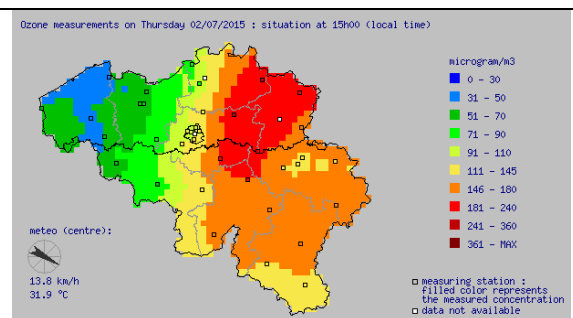 Ozone measurements on Thursday 02/07/2015 : situation at 15h00 (local time)
microgram/m3
0 - 30
31 - 50
51 - 70
71 - 90
91 - 110
111 - 145
146 - 180
181 - 240
241 - 360
361 - MAX
meteo (centre):
13.8 km/h
31.9 °C
measuring station :
filled color represents
the measured concentration
data not available